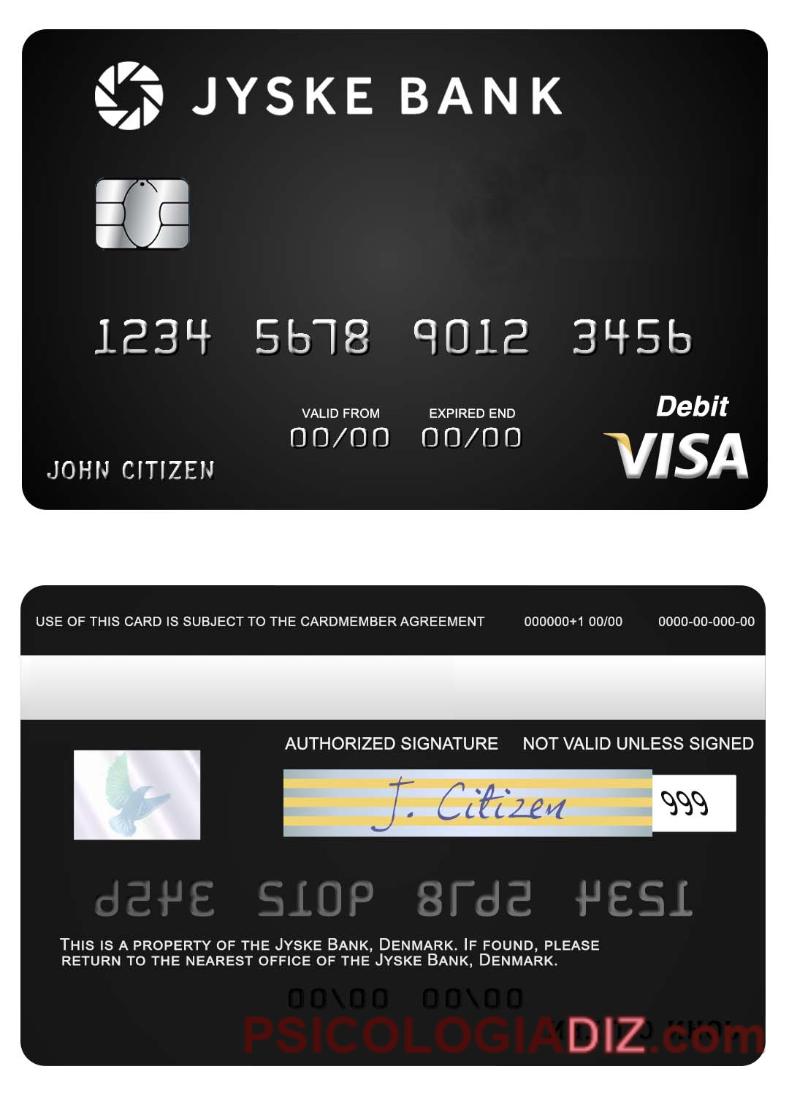 JYSKE BANK
1234 5678 9012 3456
Debit
VALID FROM EXPIRED END
00/00 00/00
VISA
JOHN CITIZEN
USE OF THIS CARD IS SUBJECT TO THE CARDMEMBER AGREEMENT 000000+1 00/00 0000-00-000-00
AUTHORIZED SIGNATURE NOT VALID UNLESS SIGNED
J. Citizen 999
THIS IS A PROPERTY OF THE JYSKE BANK, DENMARK. IF FOUND, PLEASE
RETURN TO THE NEAREST OFFICE OF THE JYSKE BANK, DENMARK.
PSICOLOGIADIZ.com